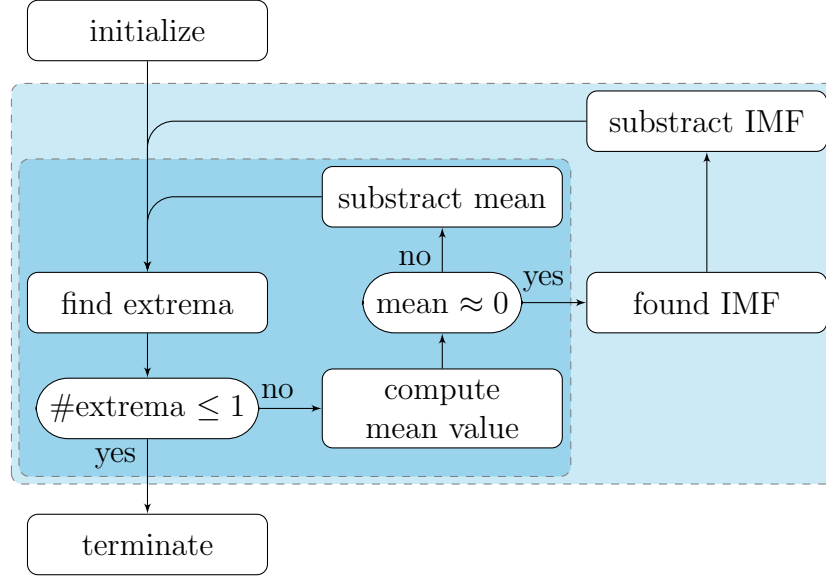 initialize
substract IMF
substract mean
no
yes
find extrema
mean ≈ 0
found IMF
#extrema ≤ 1
no
compute
mean value
yes
terminate